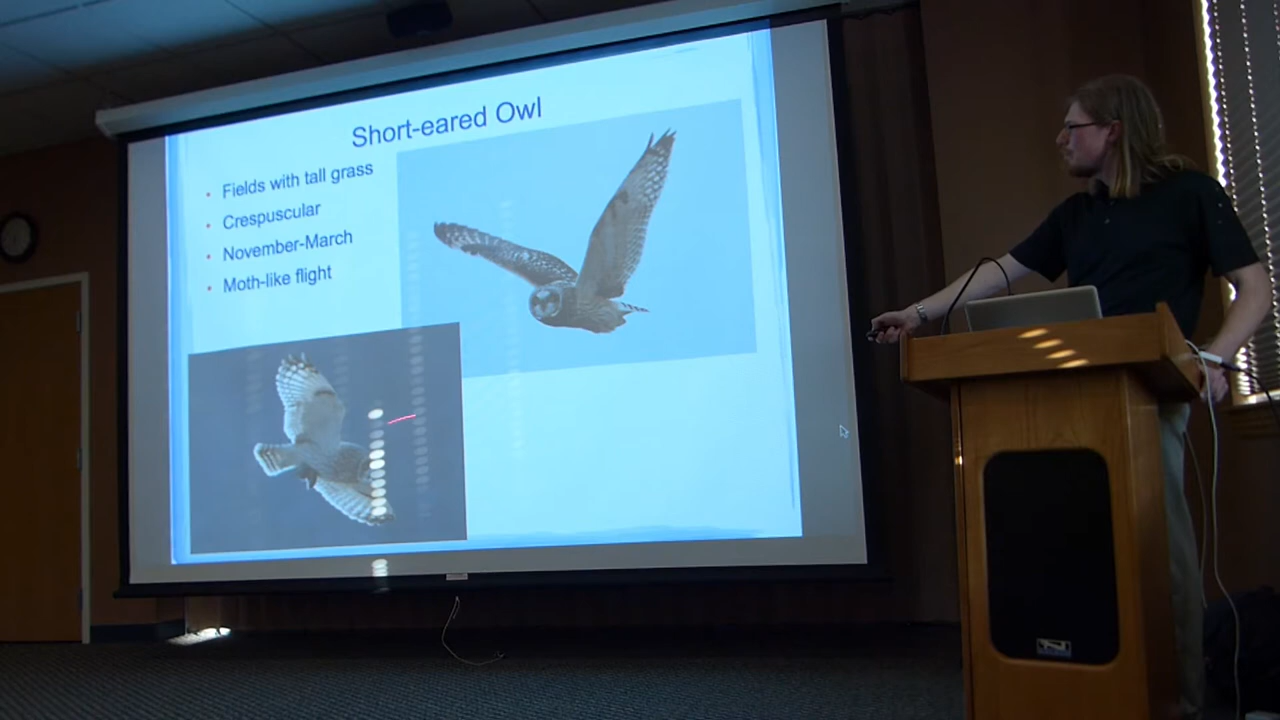 Short-eared Owl
Fields with tall grass
Crespuscular
November-March
Moth-like flight